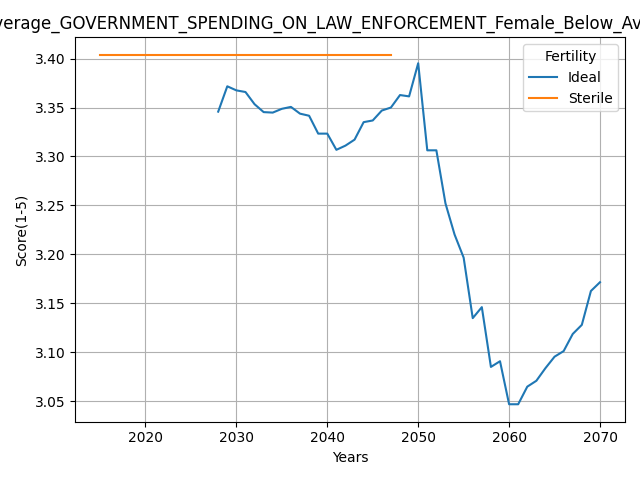 verage_GOVERNMENT_SPENDING_ON_LAW_ENFORCEMENT_Female_Below_Av
Fertility
Ideal
Sterile
Score(1-5)
3.40
3.35
3.30
3.25
3.20
3.15
3.10
3.05
2020 2030 2040 2050 2060 2070
Years